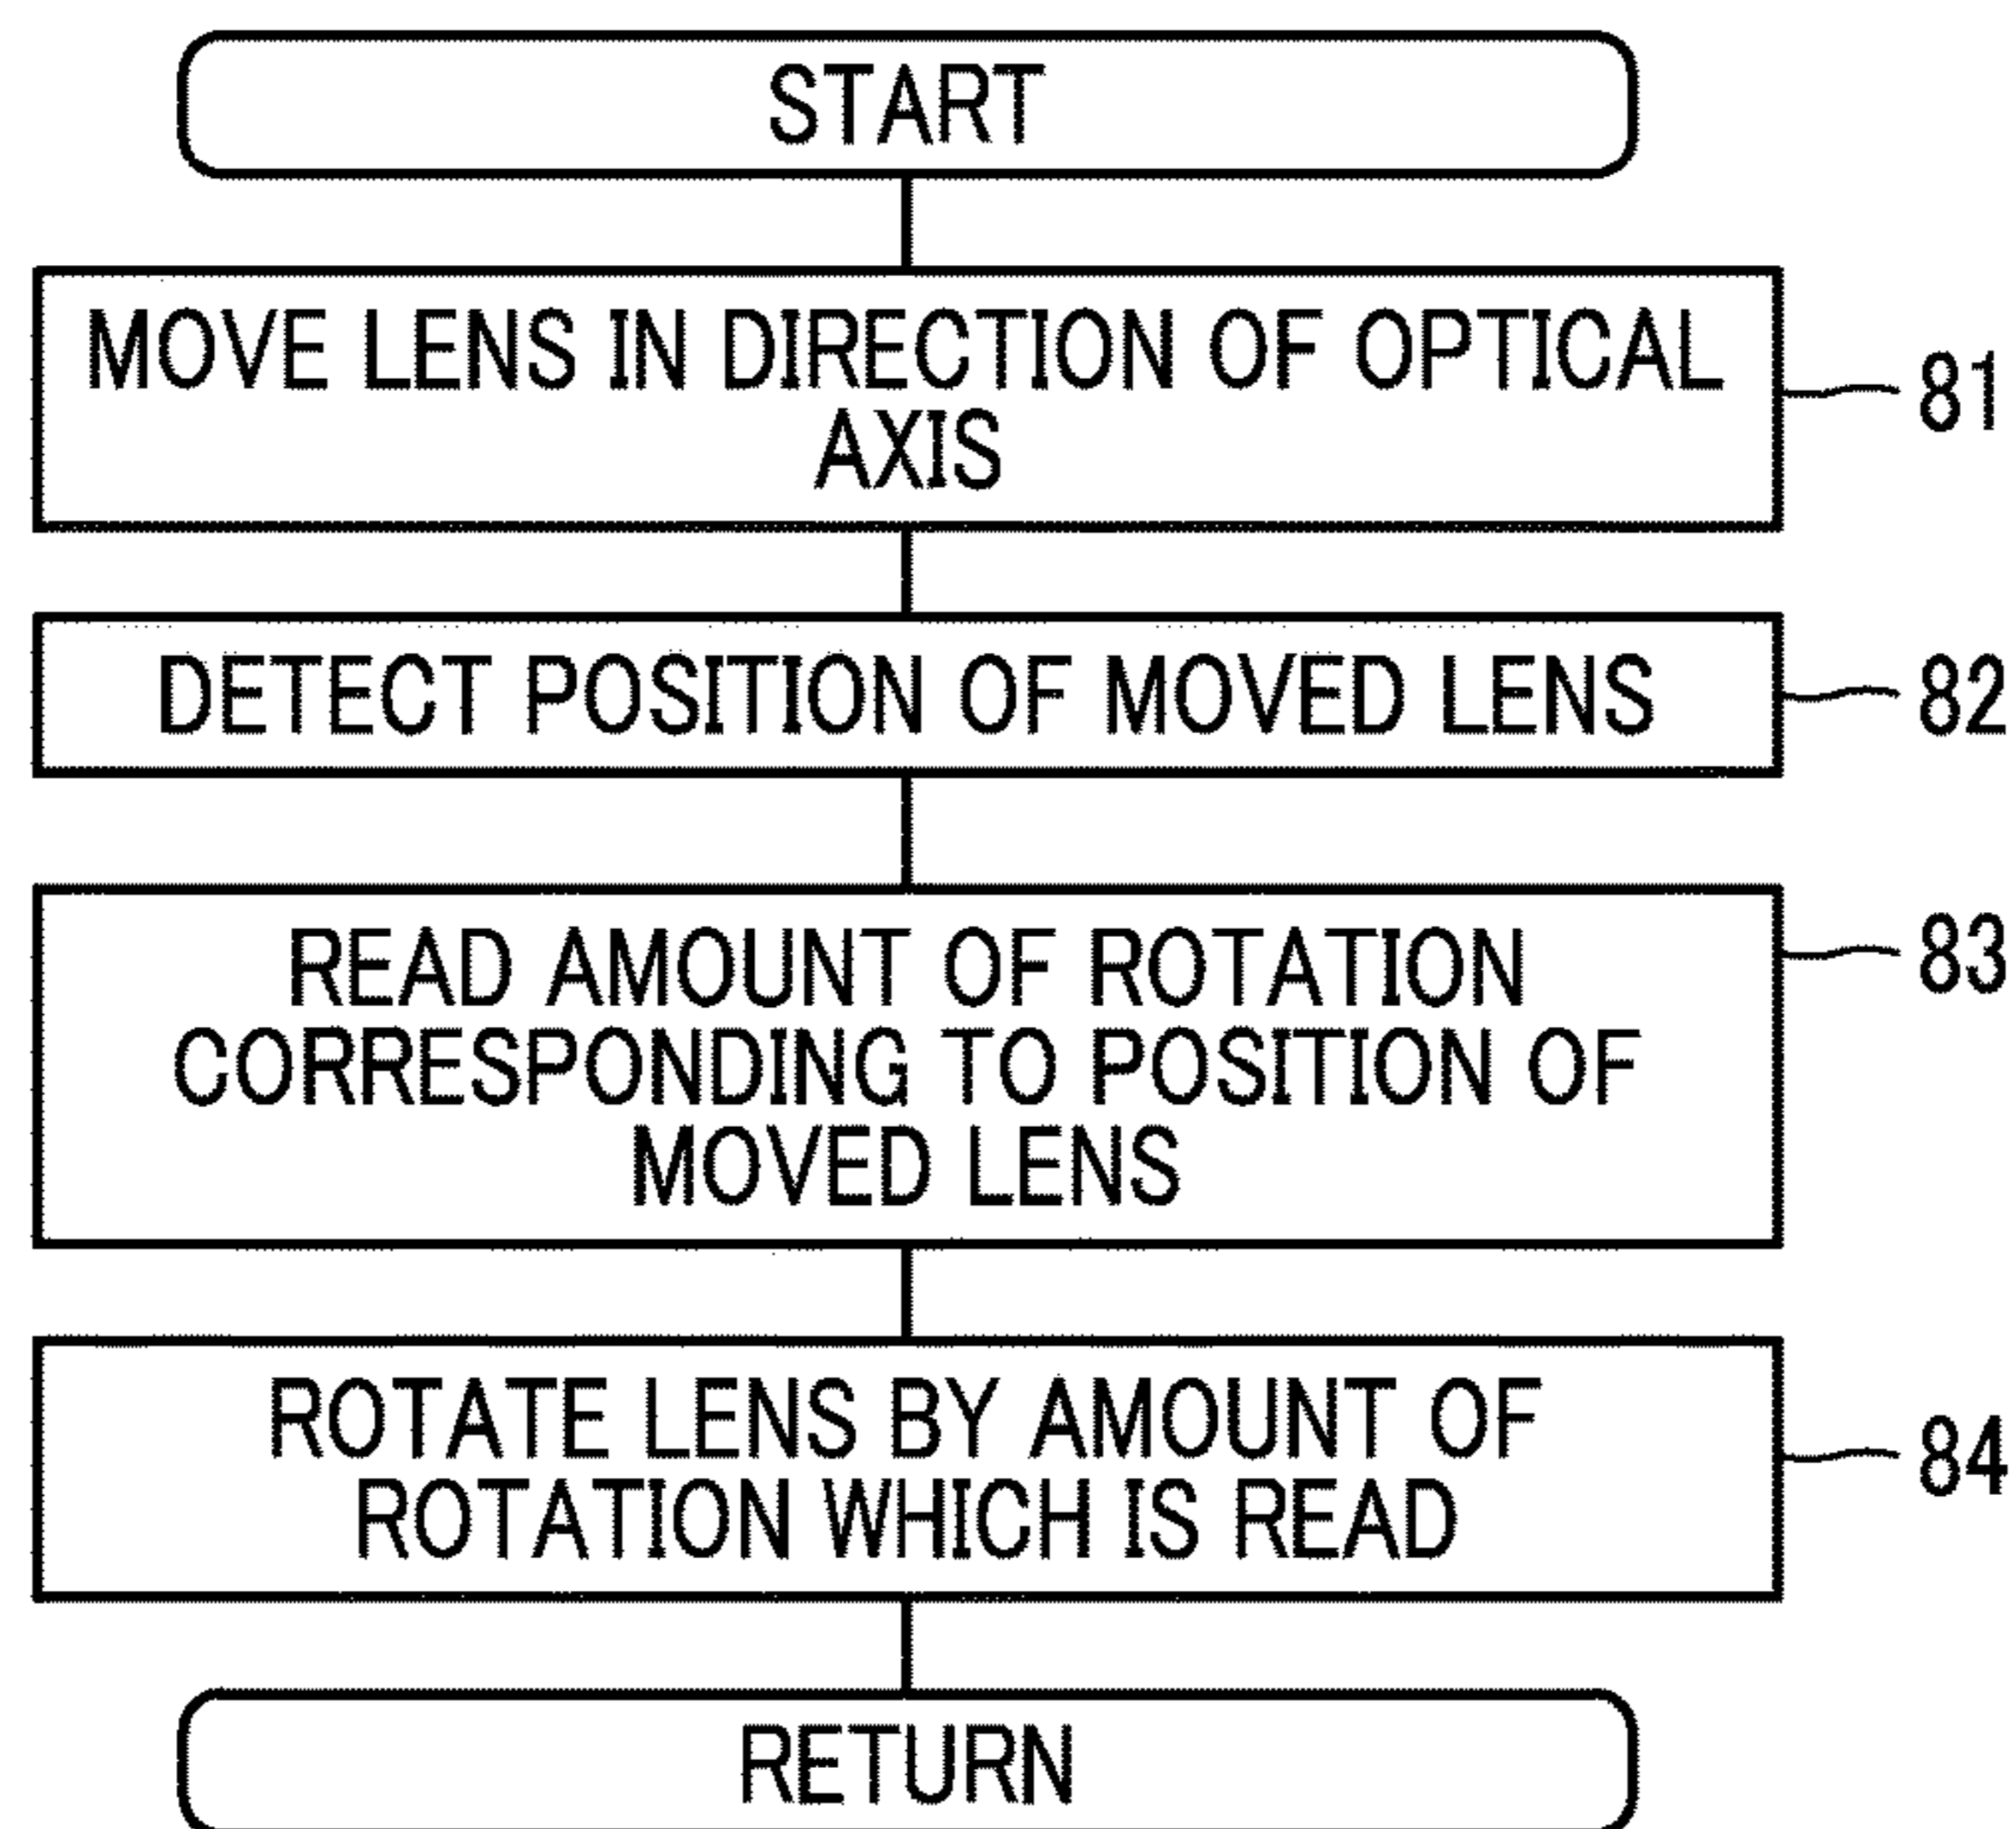 START
MOVE LENS IN DIRECTION OF OPTICAL
AXIS
81
DETECT POSITION OF MOVED LENS
82
READ AMOUNT OF ROTATION
CORRESPONDING TO POSITION OF
MOVED LENS
83
ROTATE LENS BY AMOUNT OF
ROTATION WHICH IS READ
84
RETURN